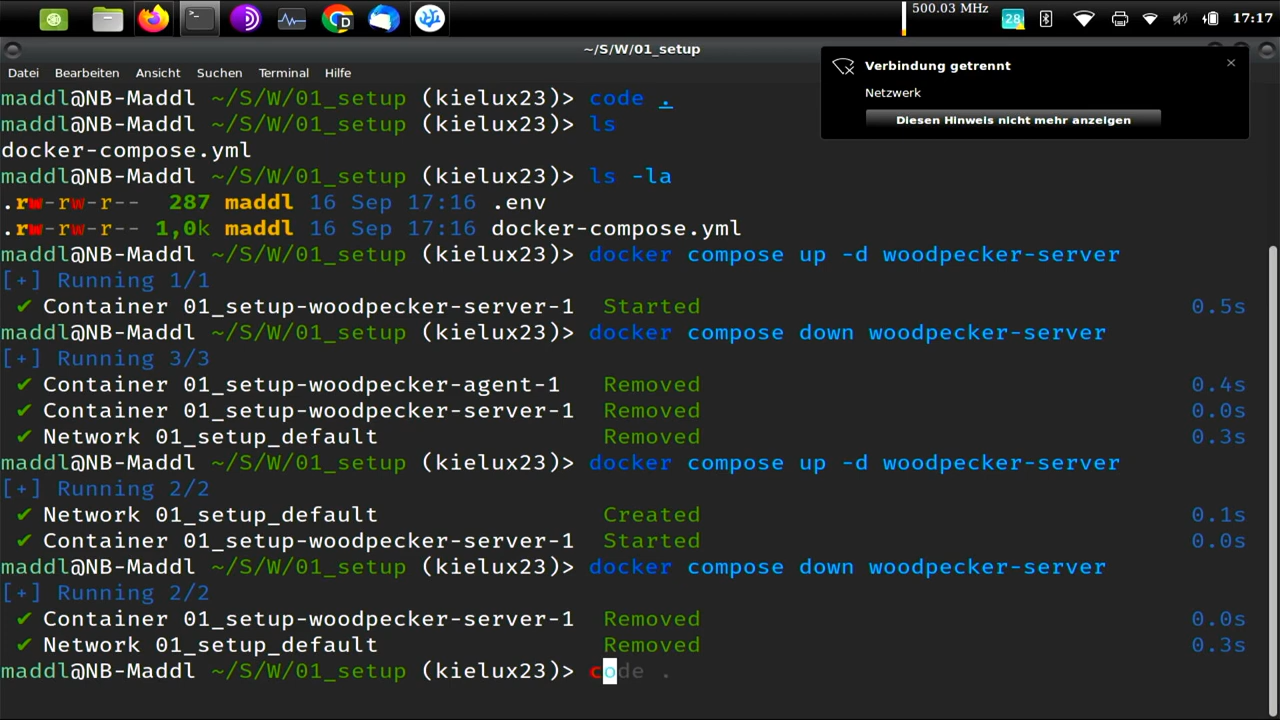 500.03 MHz
28
17:17
~/S/W/01_setup
Datei Bearbeiten Ansicht Suchen Terminal Hilfe
Verbindung getrennt
Netzwerk
Diesen Hinweis nicht mehr anzeigen
maddl@NB-Maddl ~/S/W/01_setup (kielux23)> code .
maddl@NB-Maddl ~/S/W/01_setup (kielux23)> ls
docker-compose.yml
maddl@NB-Maddl ~/S/W/01_setup (kielux23)> ls -la
.rw-rw-r-- 287 maddl 16 Sep 17:16 .env
.rw-rw-r-- 1,0k maddl 16 Sep 17:16 docker-compose.yml
maddl@NB-Maddl ~/S/W/01_setup (kielux23)> docker compose up -d woodpecker-server
[+] Running 1/1
✔ Container 01_setup-woodpecker-server-1 Started 0.5s
maddl@NB-Maddl ~/S/W/01_setup (kielux23)> docker compose down woodpecker-server
[+] Running 3/3
✔ Container 01_setup-woodpecker-agent-1 Removed 0.4s
✔ Container 01_setup-woodpecker-server-1 Removed 0.0s
✔ Network 01_setup_default Removed 0.3s
maddl@NB-Maddl ~/S/W/01_setup (kielux23)> docker compose up -d woodpecker-server
[+] Running 2/2
✔ Network 01_setup_default Created 0.1s
✔ Container 01_setup-woodpecker-server-1 Started 0.0s
maddl@NB-Maddl ~/S/W/01_setup (kielux23)> docker compose down woodpecker-server
[+] Running 2/2
✔ Container 01_setup-woodpecker-server-1 Removed 0.0s
✔ Network 01_setup_default Removed 0.3s
maddl@NB-Maddl ~/S/W/01_setup (kielux23)> code .